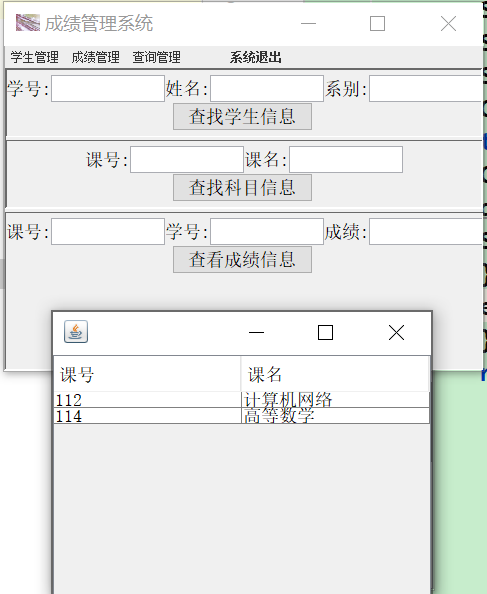 成绩管理系统
学生管理 成绩管理 查询管理 系统退出
学号: 姓名: 系别:
查找学生信息
课号: 课名:
查找科目信息
课号: 学号: 成绩:
查看成绩信息
课号 课名
112 计算机网络
114 高等数学